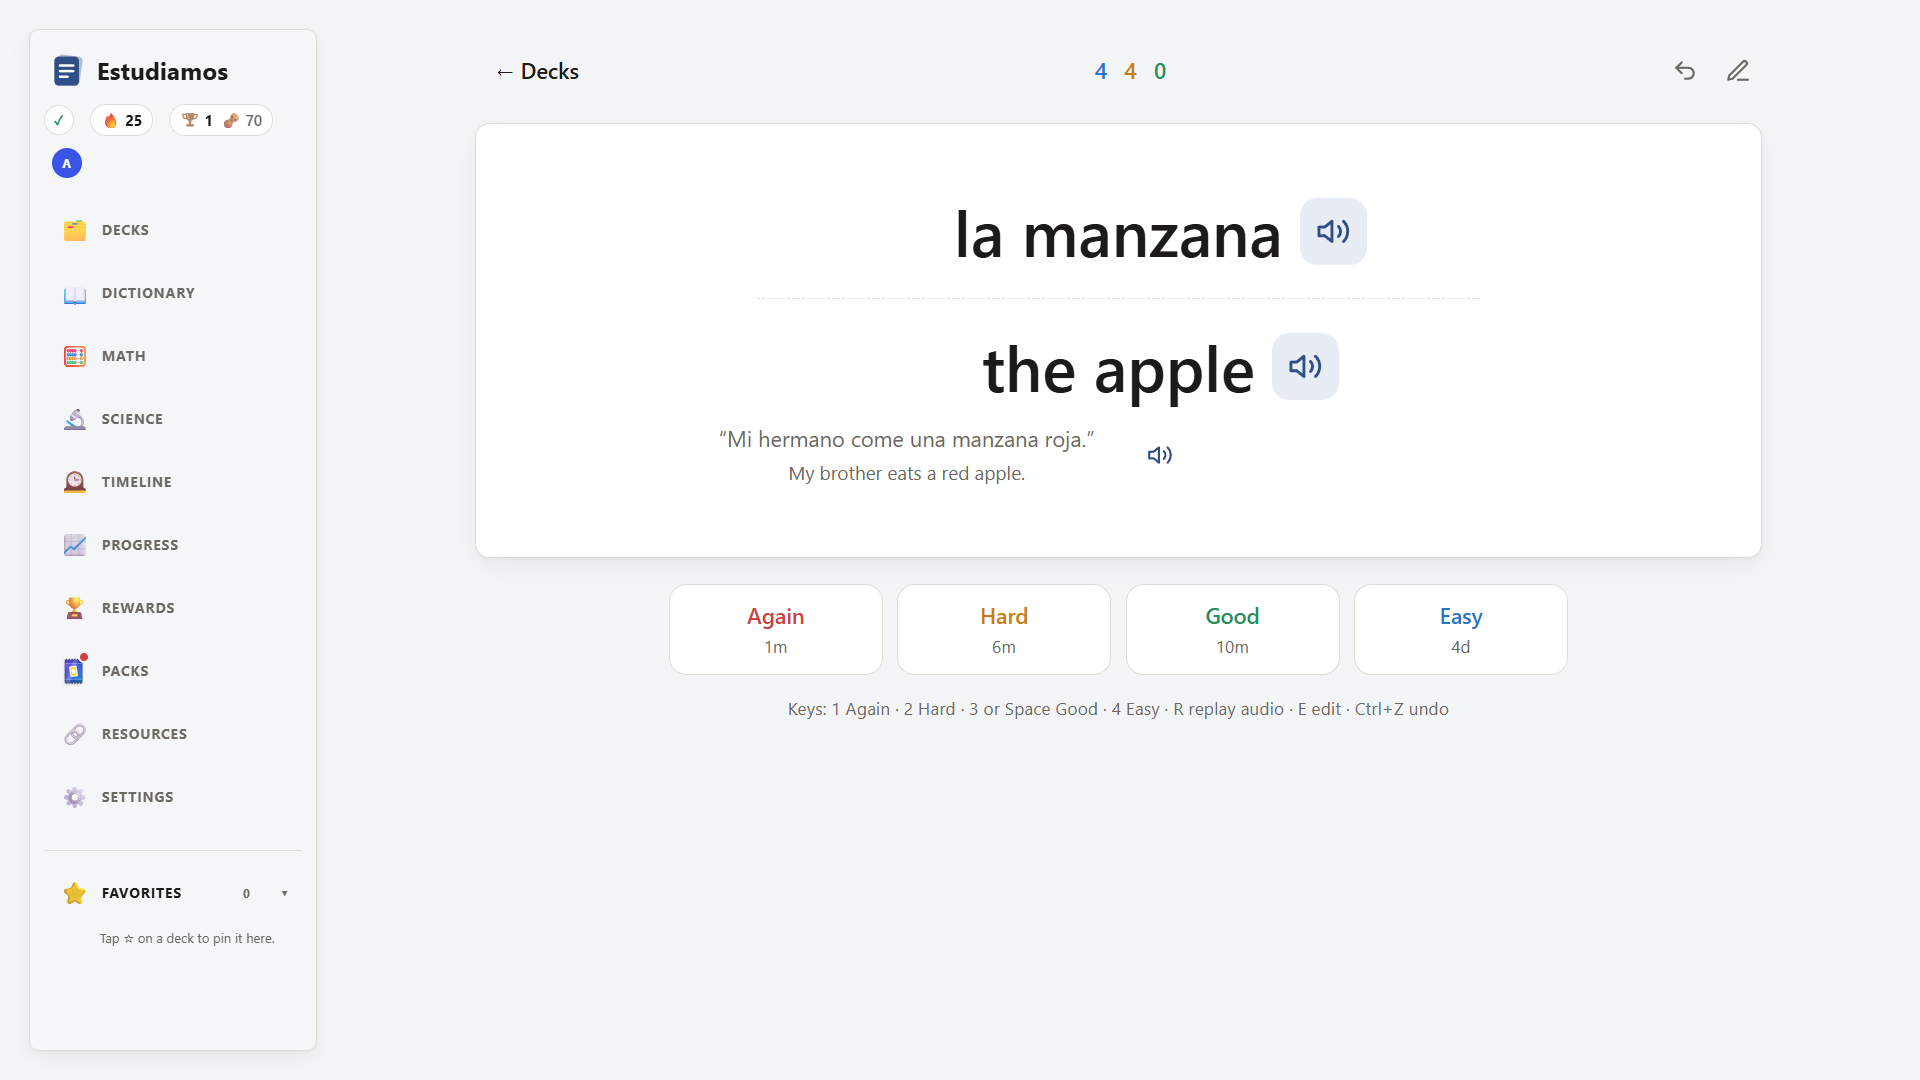 Estudiamos
✓ 25 1 70
A
DECKS
DICTIONARY
MATH
SCIENCE
TIMELINE
PROGRESS
REWARDS
PACKS
RESOURCES
SETTINGS
FAVORITES 0 ▾
Tap ☆ on a deck to pin it here.
← Decks
4 4 0
la manzana
the apple
“Mi hermano come una manzana roja.”
My brother eats a red apple.
Again
1m
Hard
6m
Good
10m
Easy
4d
Keys: 1 Again · 2 Hard · 3 or Space Good · 4 Easy · R replay audio · E edit · Ctrl+Z undo